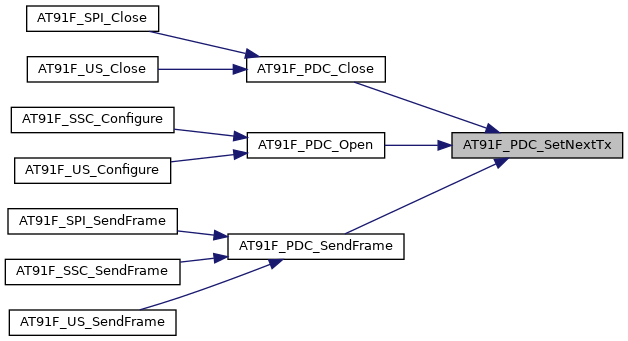 AT91F_SPI_Close
AT91F_US_Close
AT91F_PDC_Close
AT91F_SSC_Configure
AT91F_US_Configure
AT91F_PDC_Open
AT91F_PDC_SetNextTx
AT91F_SPI_SendFrame
AT91F_SSC_SendFrame
AT91F_US_SendFrame
AT91F_PDC_SendFrame